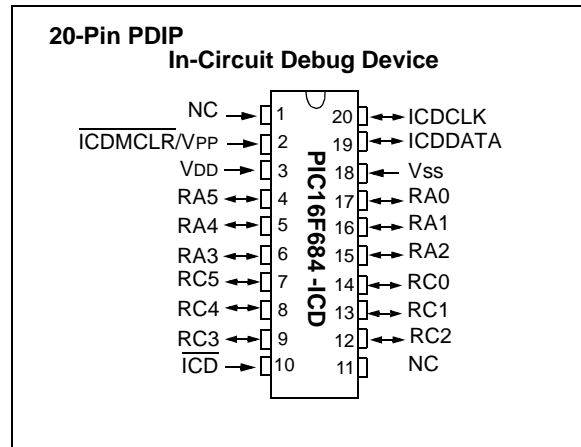 20-Pin PDIP
In-Circuit Debug Device
NC 1 20 ICDCLK
ICDMCLR/VPP 2 19 ICDDATA
VDD 3 18 Vss
RA5 4 17 RA0
RA4 5 16 RA1
RA3 6 15 RA2
RC5 7 14 RC0
RC4 8 13 RC1
RC3 9 12 RC2
ICD 10 11 NC
PIC16F684-ICD